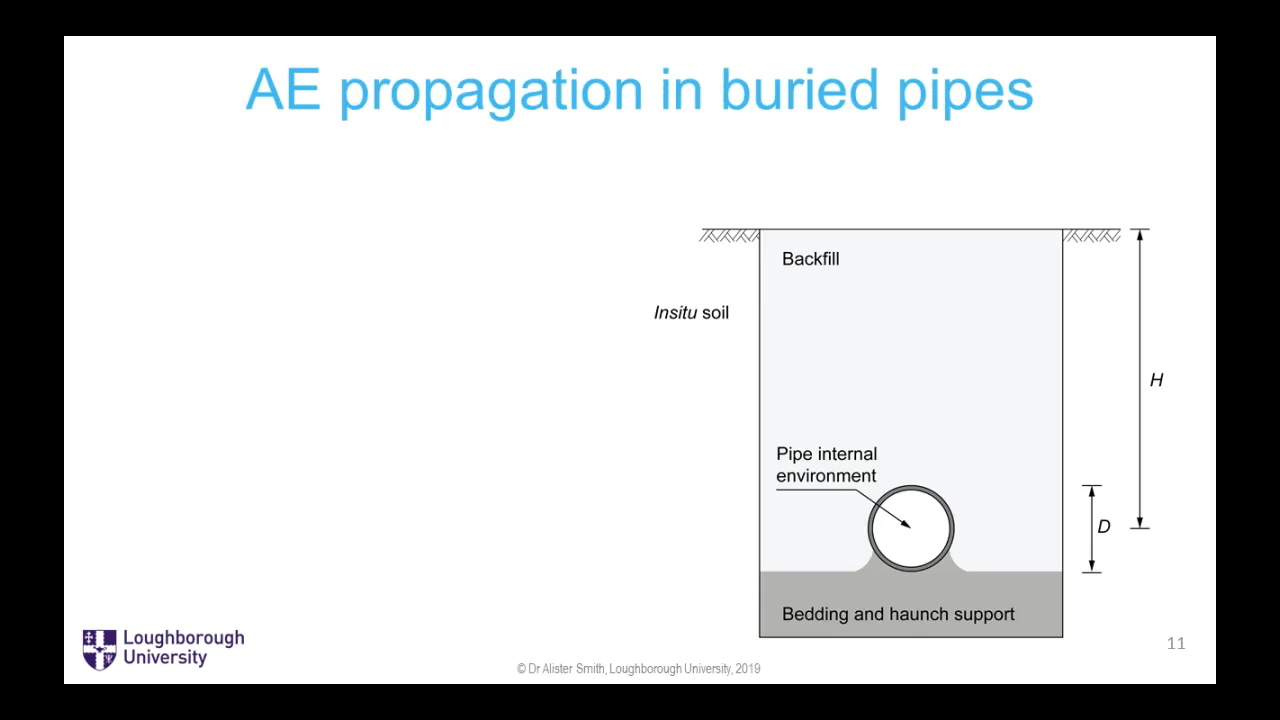 AE propagation in buried pipes
Backfill
Insitu soil
H
Pipe internal
environment
D
Bedding and haunch support
Loughborough
University
11
© Dr Alister Smith, Loughborough University, 2019